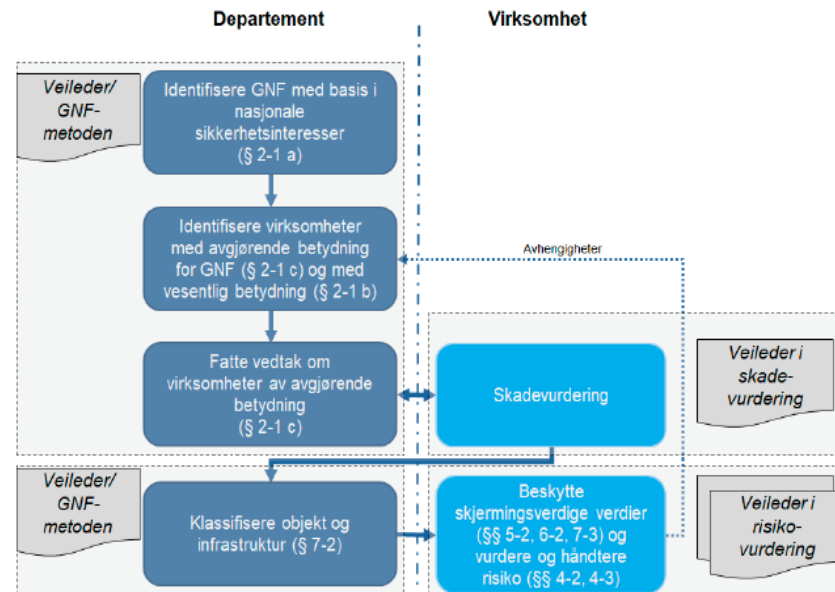 Departement
Virksomhet
Veileder/
GNF-
metoden
Identifisere GNF med basis i
nasjonale
sikkerhetsinteresser
(§ 2-1 a)
Identifisere virksomheter
med avgjørende betydning
for GNF (§ 2-1 c) og med
vesentlig betydning (§ 2-1 b)
Avhengigheter
Fatte vedtak om
virksomheter av avgjørende
betydning
(§ 2-1 c)
Skadevurdering
Veileder i
skade-
vurdering
Veileder/
GNF-
metoden
Klassifisere objekt og
infrastruktur (§ 7-2)
Beskytte
skjermingsverdige verdier
(§§ 5-2, 6-2, 7-3) og
vurdere og håndtere
risiko (§§ 4-2, 4-3)
Veileder i
risiko-
vurdering